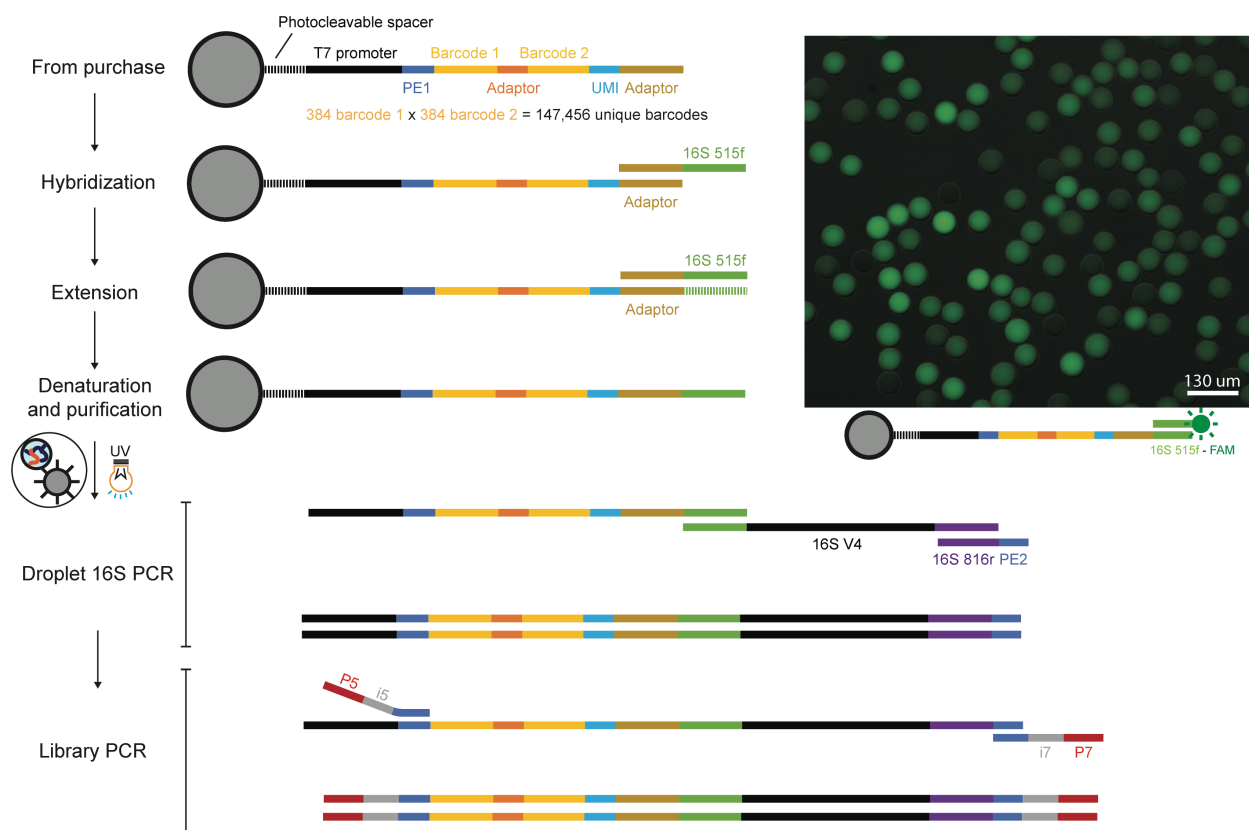 Photocleavable spacer
From purchase
T7 promoter
Barcode 1
Barcode 2
PE1
Adaptor
UMI
Adaptor
384 barcode 1 x 384 barcode 2 = 147,456 unique barcodes
16S 515f
Hybridization
Adaptor
16S 515f
Extension
Adaptor
130 um
Denaturation
and purification
16S 515f - FAM
UV
16S V4
16S 816r
PE2
Droplet 16S PCR
P5
i5
Library PCR
i7
P7